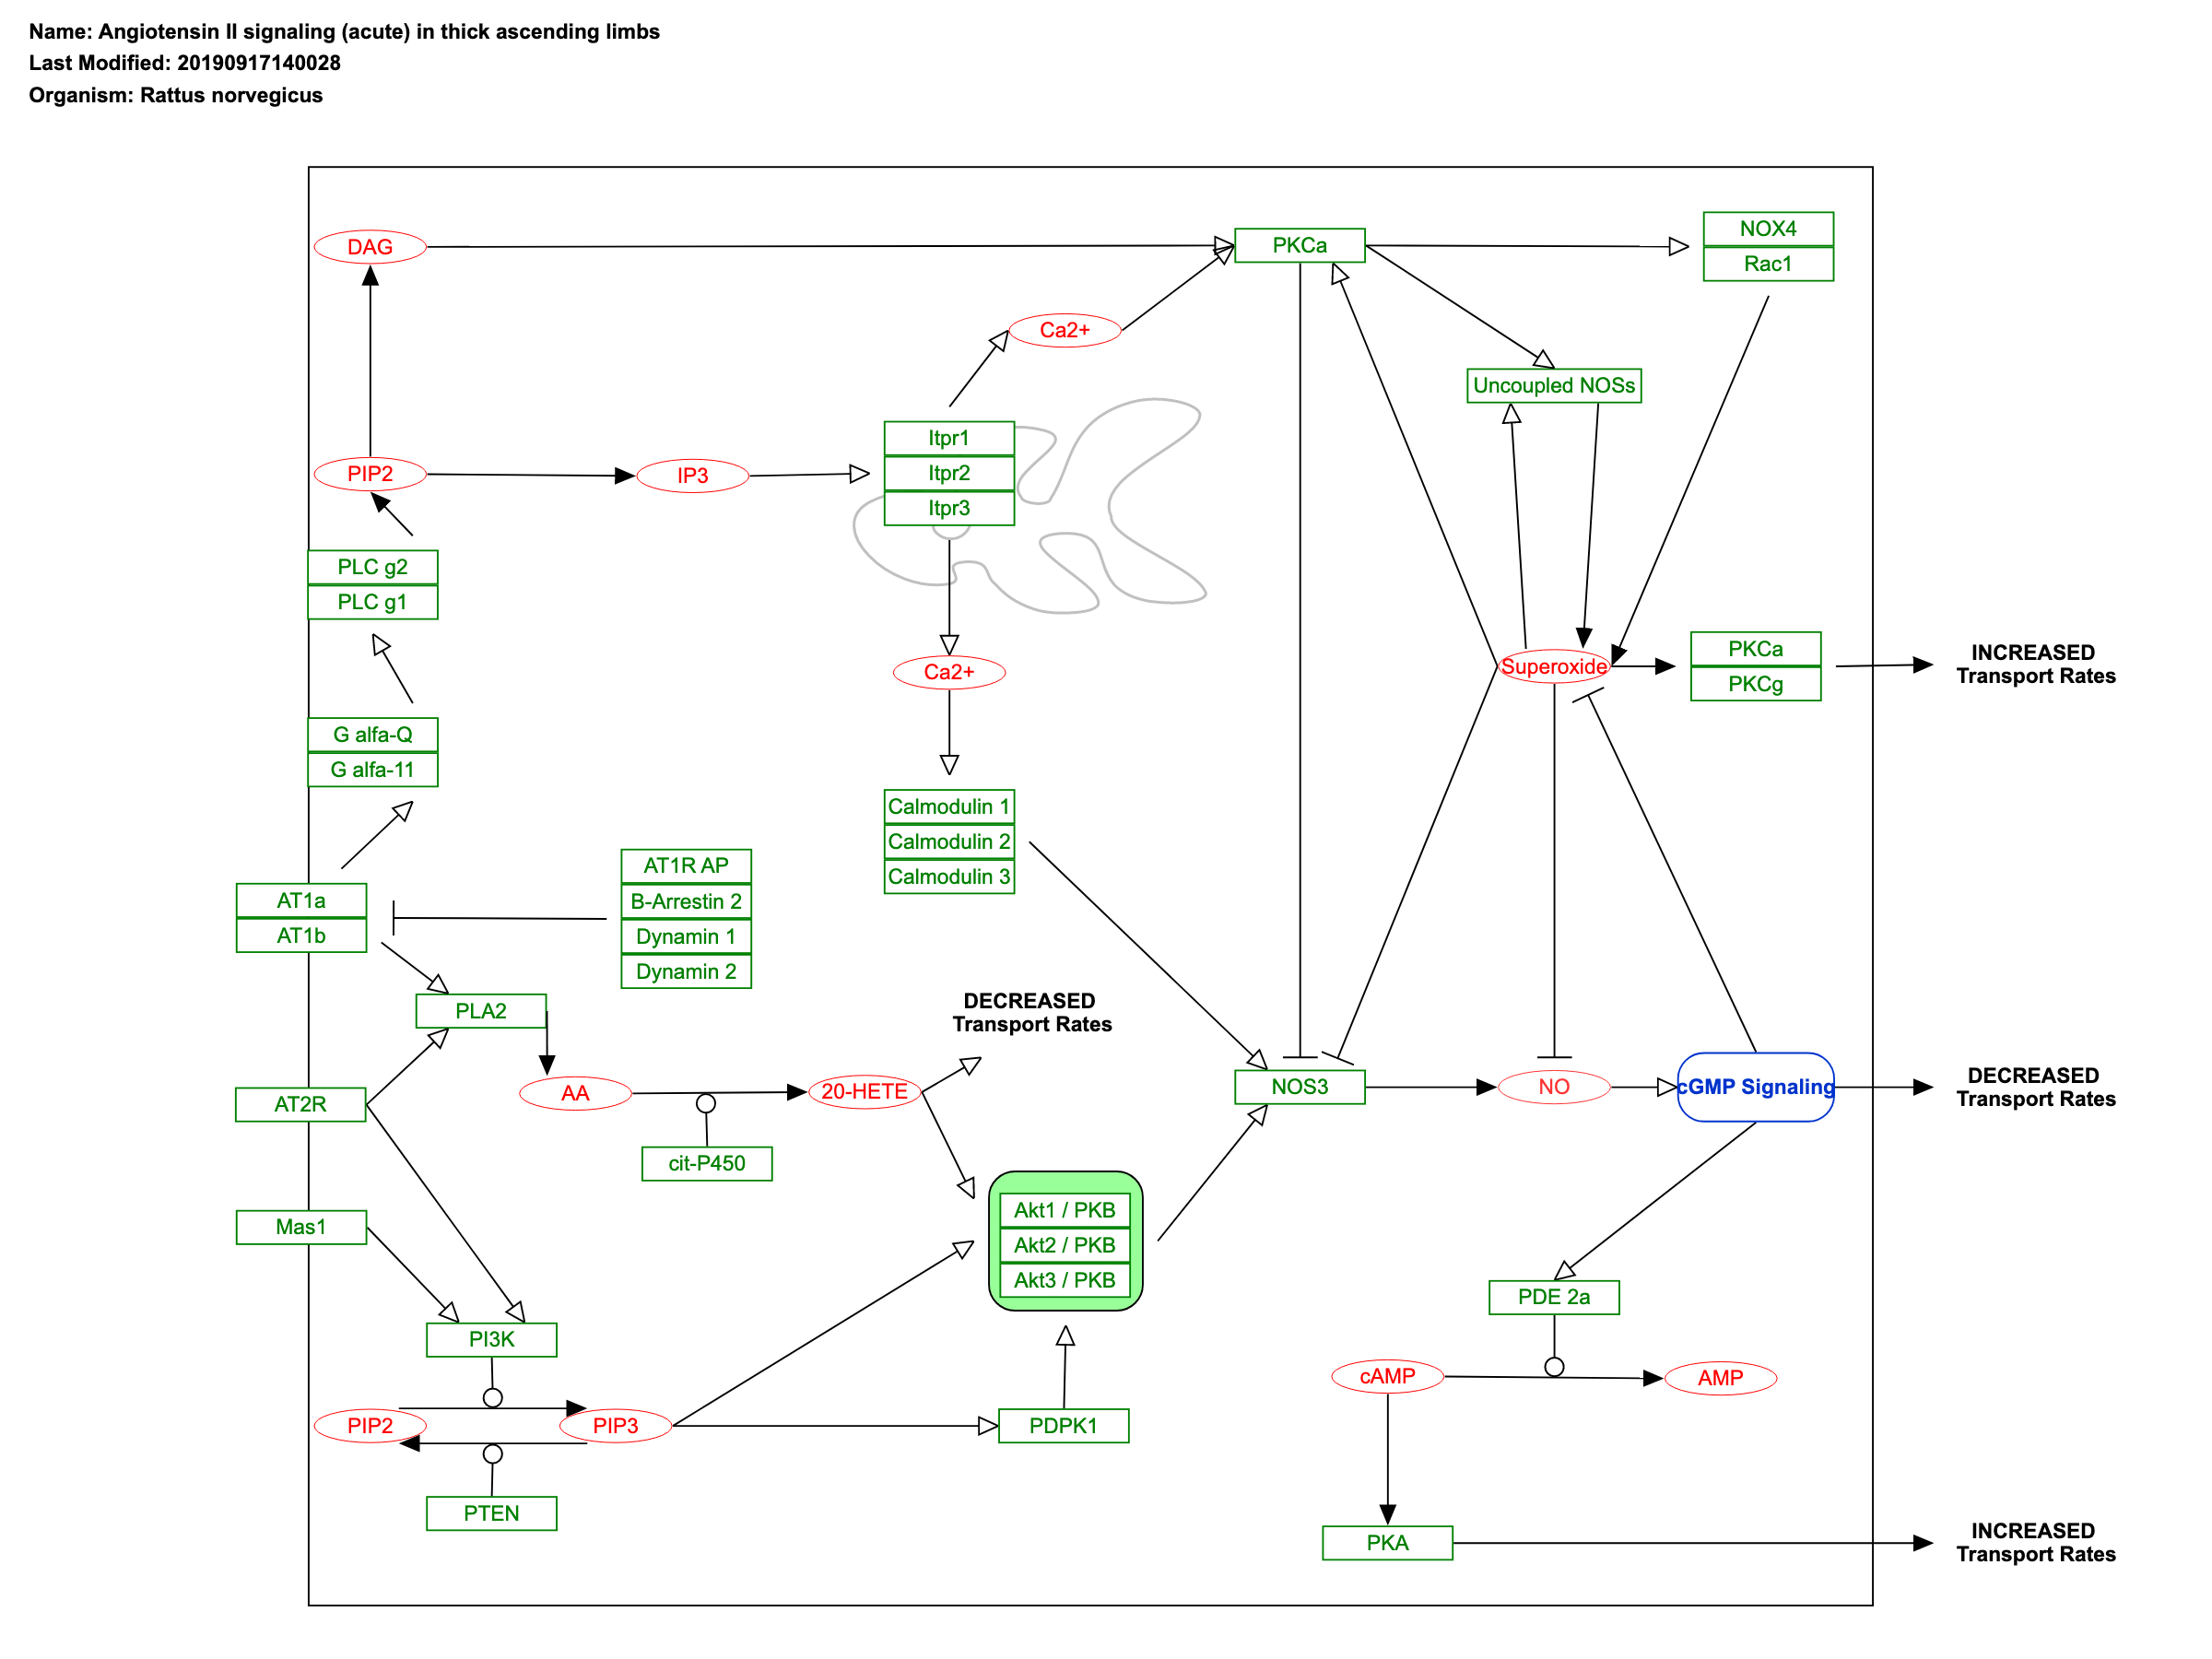 Name: Angiotensin II signaling (acute) in thick ascending limbs
Last Modified: 20190917140028
Organism: Rattus norvegicus
DAG
PKCa
NOX4
Rac1
Ca2+
Uncoupled NOSs
Itpr1
Itpr2
Itpr3
PIP2
IP3
PLC g2
PLC g1
Ca2+
Superoxide
PKCa
PKCg
INCREASED
Transport Rates
G alfa-Q
G alfa-11
Calmodulin 1
Calmodulin 2
Calmodulin 3
AT1a
AT1b
AT1R AP
B-Arrestin 2
Dynamin 1
Dynamin 2
PLA2
DECREASED
Transport Rates
AT2R
AA
20-HETE
NOS3
NO
cGMP Signaling
DECREASED
Transport Rates
cit-P450
Mas1
Akt1 / PKB
Akt2 / PKB
Akt3 / PKB
PDE 2a
PI3K
cAMP
AMP
PIP2
PIP3
PDPK1
PTEN
PKA
INCREASED
Transport Rates